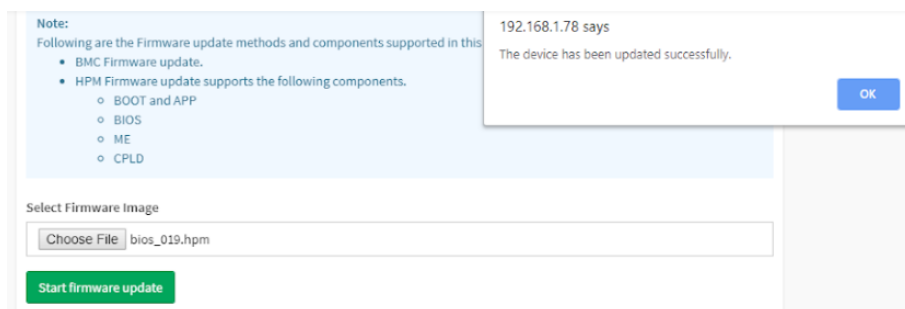 Note:
Following are the Firmware update methods and components supported in this
• BMC Firmware update.
• HPM Firmware update supports the following components.
○ BOOT and APP
○ BIOS
○ ME
○ CPLD
192.168.1.78 says
The device has been updated successfully.
OK
Select Firmware Image
Choose File bios_019.hpm
Start firmware update